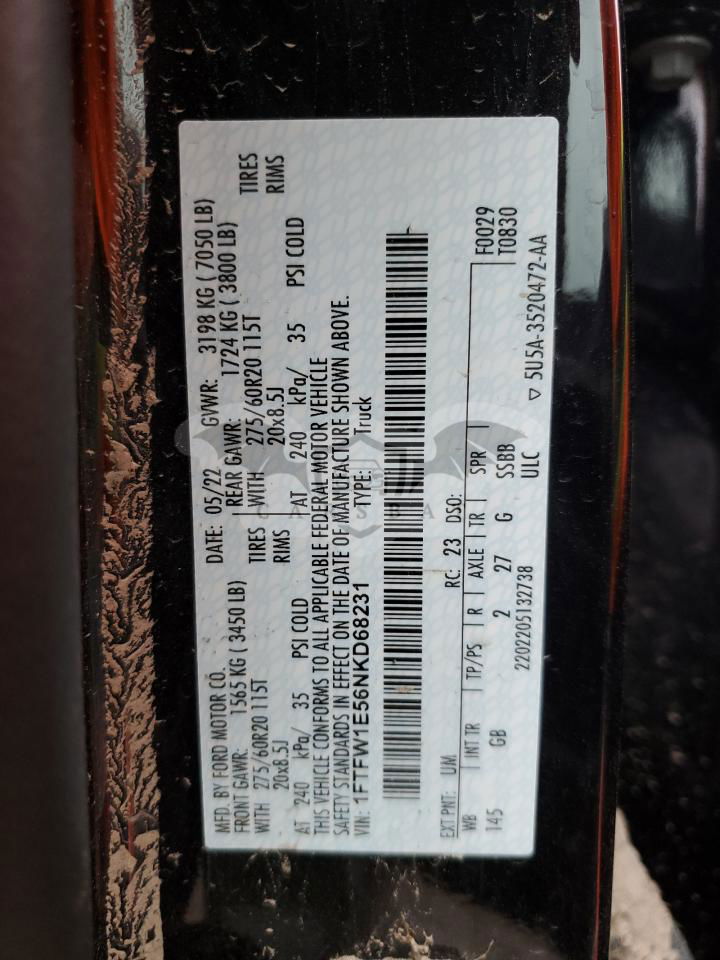 MFD. BY FORD MOTOR CO.
DATE: 05/22 GVWR: 3198 KG ( 7050 LB)
FRONT GAWR: 1565 KG ( 3450 LB) REAR GAWR: 1724 KG ( 3800 LB)
WITH 275/60R20 115T TIRES WITH 275/60R20 115T TIRES
20x8.5J RIMS 20x8.5J RIMS
AT 240 kPa/ 35 PSI COLD AT 240 kPa/ 35 PSI COLD
THIS VEHICLE CONFORMS TO ALL APPLICABLE FEDERAL MOTOR VEHICLE
SAFETY STANDARDS IN EFFECT ON THE DATE OF MANUFACTURE SHOWN ABOVE.
VIN: 1FTFW1E56NKD68231 TYPE: Truck
EXT PNT: UM RC: 23 DSO:
WB INT TR TP/PS R AXLE TR SPR F0029
145 GB 2 27 G SSBB T0830
2202205132738 ULC
▽ 5U5A-3520472-AA